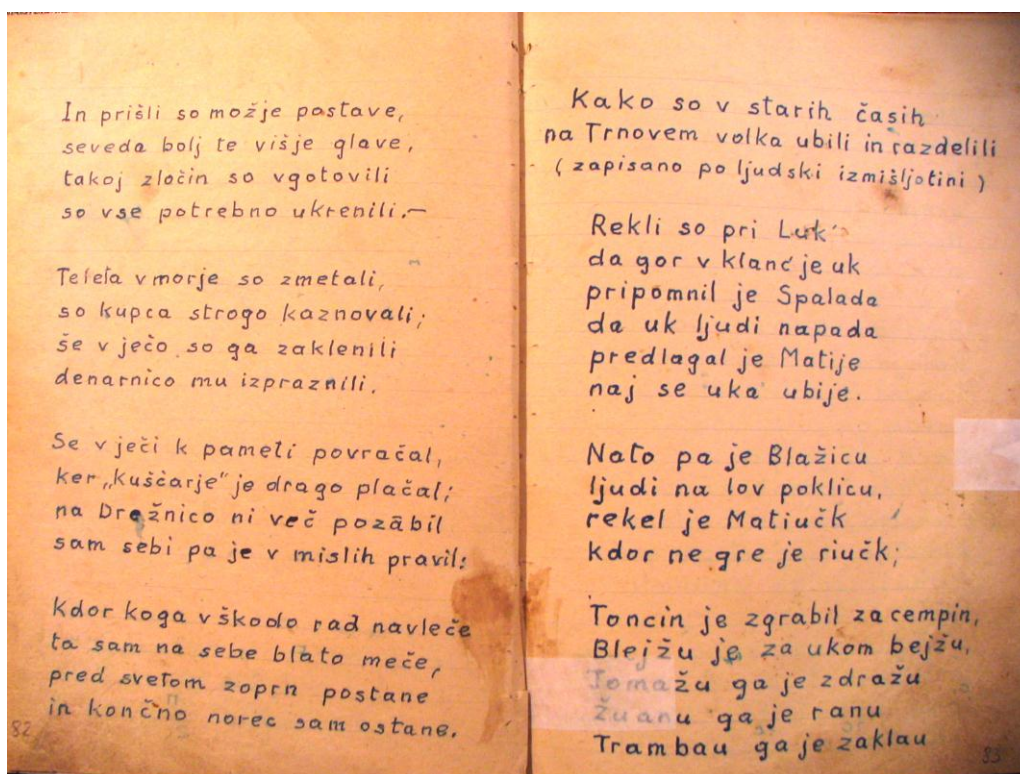 In prišli so možje postave,
seveda bolj te višje glave,
takoj zločin so vgotovili
so vse potrebno ukrenili.—
Teleta v morje so zmetali,
so kupca strogo kaznovali;
še v ječo so ga zaklenili
denarnico mu izpraznili.
Se v ječi k pameti povračal,
ker „kuščarje" je drago plačal;
na Drežnico ni več pozābil
sam sebi pa je v mislih pravil:
Kdor koga v škodo rad navleče
ta sam na sebe blato meče,
pred svetom zoprn postane
in končno norec sam ostane.
82
Kako so v starih časih
na Trnovem volka ubili in razdelili
(zapisano po ljudski izmišljotini)
Rekli so pri Luk
da gor v klanc je uk
pripomnil je Spalada
da uk ljudi napada
predlagal je Matije
naj se uka ubije.
Nato pa je Blažicu
ljudi na lov poklicu,
rekel je Matiučk
kdor ne gre je riučk;
Toncin je zgrabil za cempin,
Blejžu je za ukom bejžu,
Tomažu ga je zdražu
Žuanu ga je ranu
Trambau ga je zaklau
83